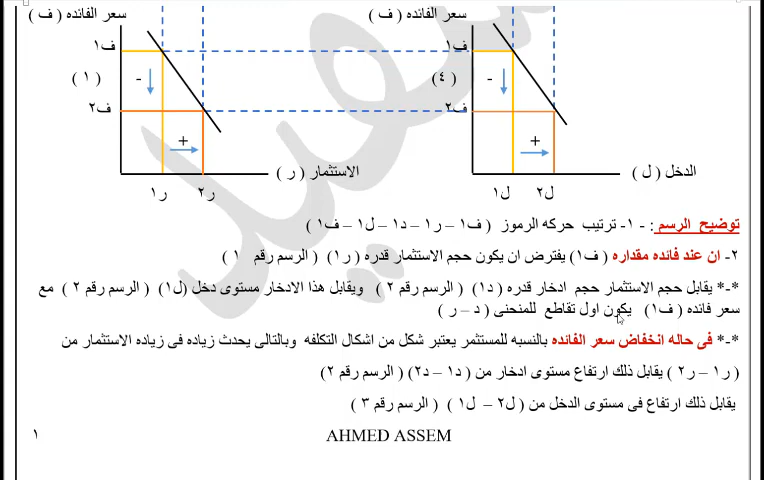 سعر الفائده ( ف )
سعر الفائده ( ف )
ف١
ف١
( ٤ )
-
( ١ )
-
ف٢
ف٢
+
+
الدخل ( ل )
الاستثمار ( ر )
ل١
ل٢
ر١
ر٢
توضيح الرسم : - ١- ترتيب حركه الرموز ( ف١ – ر١ – د١ – ل١ – ف١ )
٢- ان عند فائده مقداره ( ف١) يفترض ان يكون حجم الاستثمار قدره ( ر١) ( الرسم رقم ١ )
*-* يقابل حجم الاستثمار حجم ادخار قدره ( د١) ( الرسم رقم ٢ ) ويقابل هذا الادخار مستوى دخل (ل١) ( الرسم رقم ٢ ) مع
سعر فائده ( ف١) يكون اول تقاطع للمنحنى ( د – ر )
*-* فى حاله انخفاض سعر الفائده بالنسبه للمستثمر يعتبر شكل من اشكال التكلفه وبالتالى يحدث زياده فى زياده الاستثمار من
( ر١ – ر٢ ) يقابل ذلك ارتفاع مستوى ادخار من ( د١ – د٢) ( الرسم رقم ٢)
يقابل ذلك ارتفاع فى مستوى الدخل من ( ل٢ – ل١ ) ( الرسم رقم ٣ )
AHMED ASSEM
١